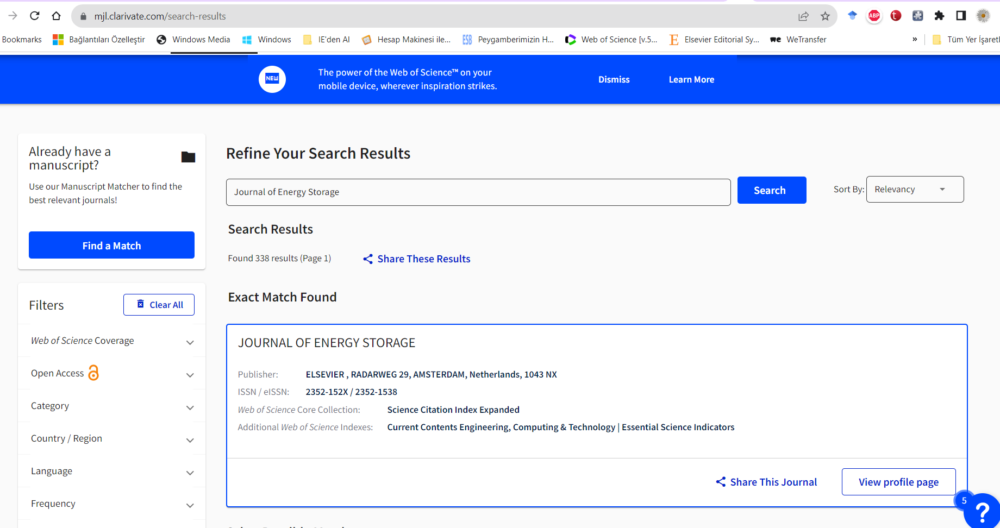 mjl.clarivate.com/search-results
ABP
t
Bookmarks
Bağlantıları Özelleştir
Windows Media
Windows
IE'den Al
Hesap Makinesi ile...
ESB
Peygamberimizin H...
Web of Science [v.5...
E
Elsevier Editorial Sy...
we
WeTransfer
»
Tüm Yer İşaretl
NEW
The power of the Web of Science™ on your
mobile device, wherever inspiration strikes.
Dismiss
Learn More
Already have a
manuscript?
Use our Manuscript Matcher to find the
best relevant journals!
Find a Match
Filters
Clear All
Web of Science Coverage
Open Access
Category
Country / Region
Language
Frequency
Refine Your Search Results
Journal of Energy Storage
Search
Sort By:
Relevancy
Search Results
Found 338 results (Page 1)
Share These Results
Exact Match Found
JOURNAL OF ENERGY STORAGE
Publisher: ELSEVIER , RADARWEG 29, AMSTERDAM, Netherlands, 1043 NX
ISSN / eISSN: 2352-152X / 2352-1538
Web of Science Core Collection: Science Citation Index Expanded
Additional Web of Science Indexes: Current Contents Engineering, Computing & Technology | Essential Science Indicators
Share This Journal
View profile page
5
?